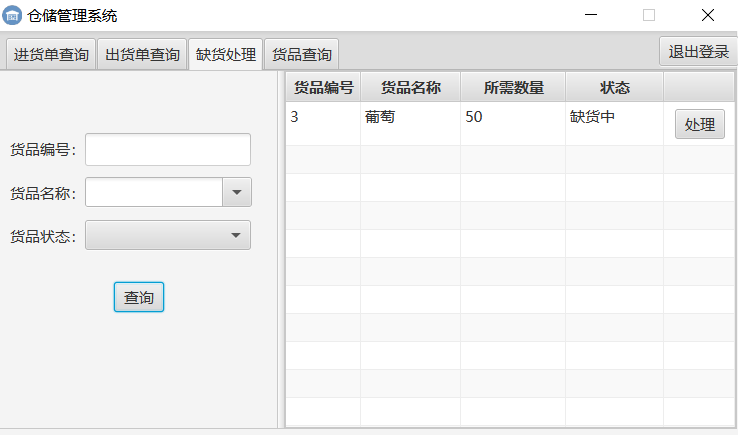 仓储管理系统
进货单查询 出货单查询 缺货处理 货品查询 退出登录
货品编号 货品名称 所需数量 状态
3 葡萄 50 缺货中 处理
货品编号：
货品名称：
货品状态：
查询